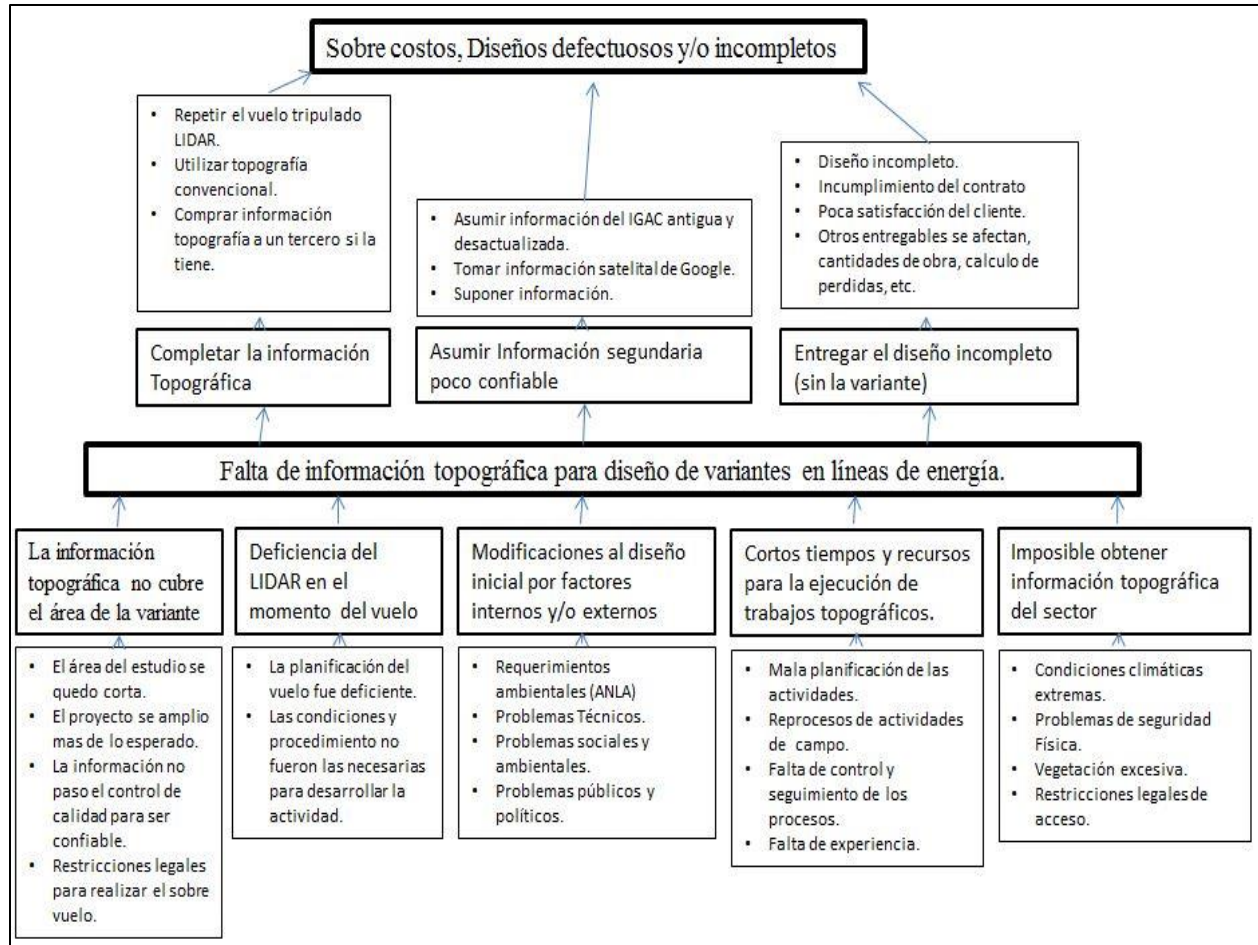 Sobre costos, Diseños defectuosos y/o incompletos
• Repetir el vuelo tripulado
LIDAR.
• Utilizar topografía
convencional.
• Comprar información
topografía a un tercero si la
tiene.
• Asumir información del IGAC antigua y
desactualizada.
• Tomar información satelital de Google.
• Suponer información.
• Diseño incompleto.
• Incumplimiento del contrato
• Poca satisfacción del cliente.
• Otros entregables se afectan,
cantidades de obra, calculo de
perdidas, etc.
Completar la información
Topográfica
Asumir Información segundaria
poco confiable
Entregar el diseño incompleto
(sin la variante)
Falta de información topográfica para diseño de variantes en líneas de energía.
La información
topográfica no cubre
el área de la variante
Deficiencia del
LIDAR en el
momento del vuelo
Modificaciones al diseño
inicial por factores
internos y/o externos
Cortos tiempos y recursos
para la ejecución de
trabajos topográficos.
Imposible obtener
información topográfica
del sector
• El área del estudio se
quedo corta.
• El proyecto se amplio
mas de lo esperado.
• La información no
paso el control de
calidad para ser
confiable.
• Restricciones legales
para realizar el sobre
vuelo.
• La planificación del
vuelo fue deficiente.
• Las condiciones y
procedimiento no
fueron las necesarias
para desarrollar la
actividad.
• Requerimientos
ambientales (ANLA)
• Problemas Técnicos.
• Problemas sociales y
ambientales.
• Problemas públicos y
políticos.
• Mala planificación de las
actividades.
• Reprocesos de actividades
de campo.
• Falta de control y
seguimiento de los
procesos.
• Falta de experiencia.
• Condiciones climáticas
extremas.
• Problemas de seguridad
Física.
• Vegetación excesiva.
• Restricciones legales de
acceso.